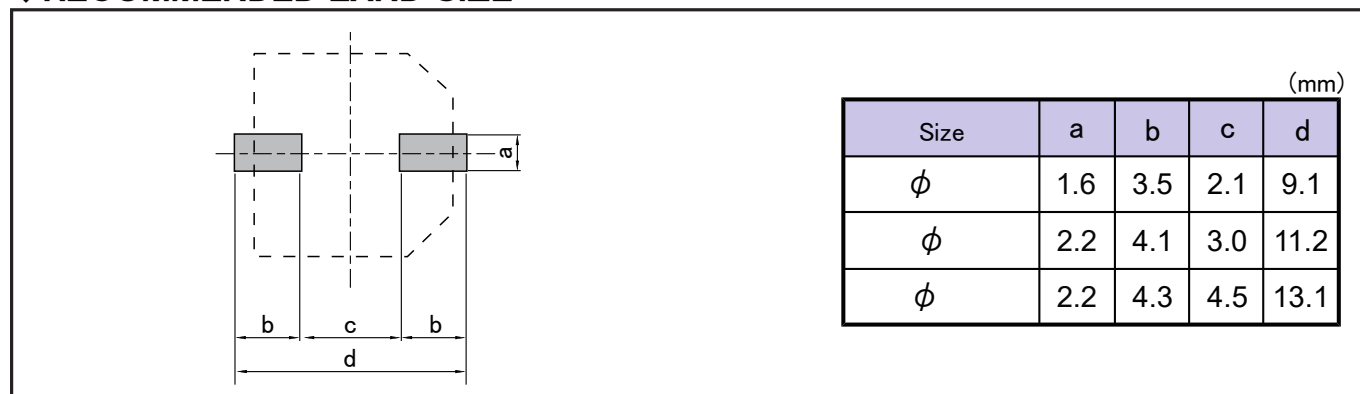 RECOMMENDED LAND SIZE
a
b c b
d
(mm)
Size a b c d
ϕ 1.6 3.5 2.1 9.1
ϕ 2.2 4.1 3.0 11.2
ϕ 2.2 4.3 4.5 13.1